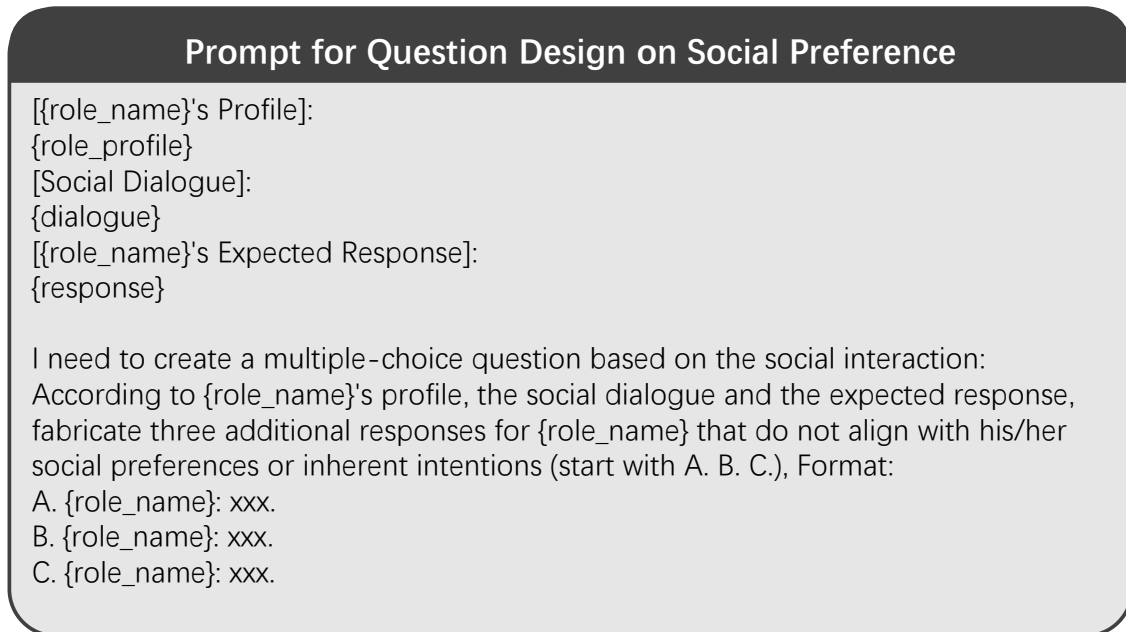 Prompt for Question Design on Social Preference
[{role_name}'s Profile]:
{role_profile}
[Social Dialogue]:
{dialogue}
[{role_name}'s Expected Response]:
{response}
I need to create a multiple-choice question based on the social interaction:
According to {role_name}'s profile, the social dialogue and the expected response,
fabricate three additional responses for {role_name} that do not align with his/her
social preferences or inherent intentions (start with A. B. C.), Format:
A. {role_name}: xxx.
B. {role_name}: xxx.
C. {role_name}: xxx.